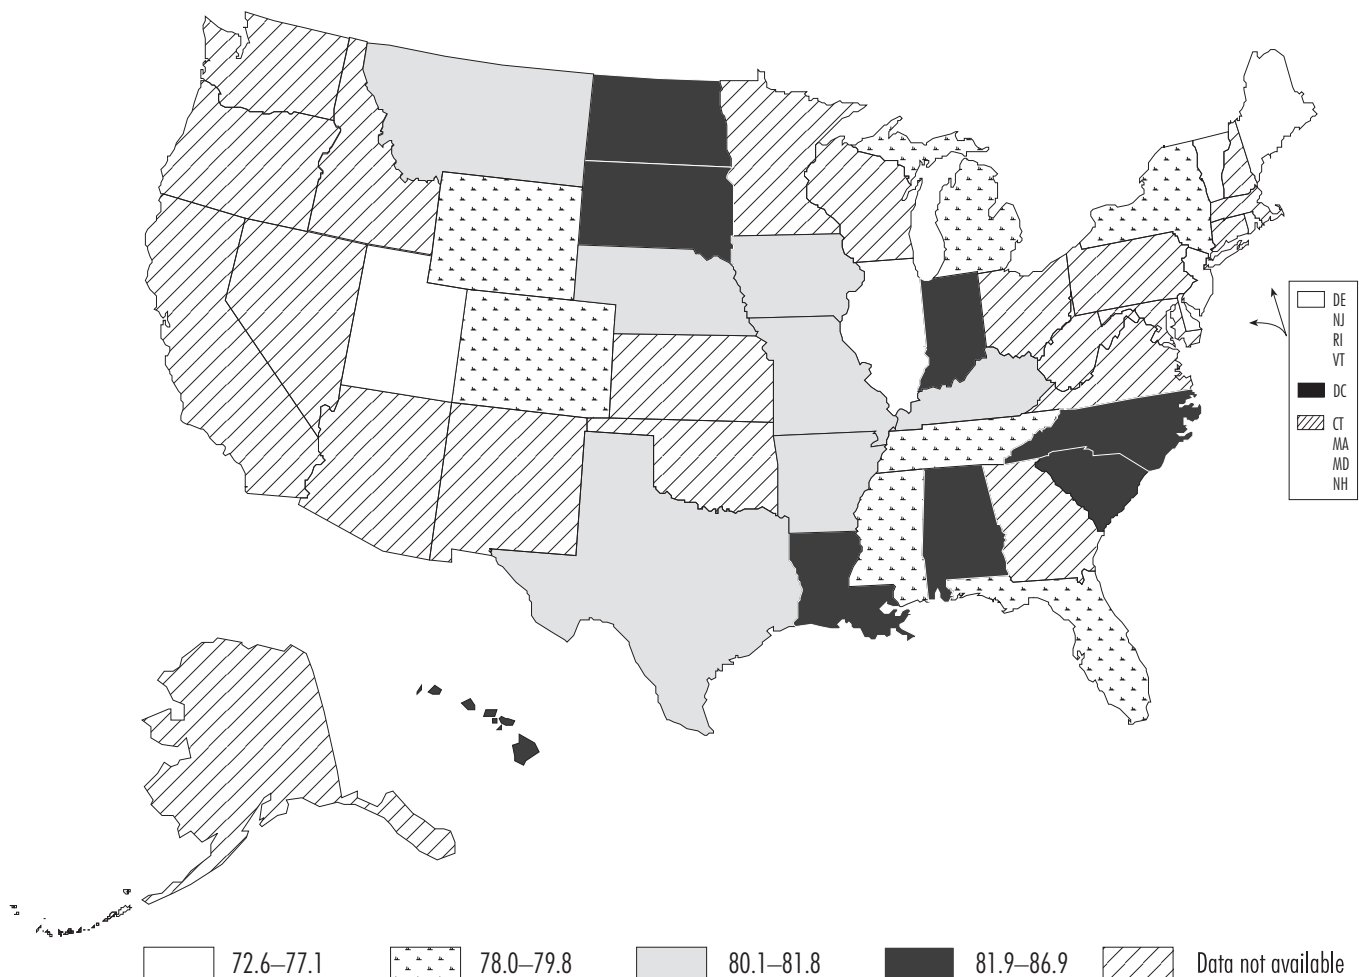 DE
NJ
RI
VT
DC
CT
MA
MD
NH
72.6–77.1
78.0–79.8
80.1–81.8
81.9–86.9
Data not available